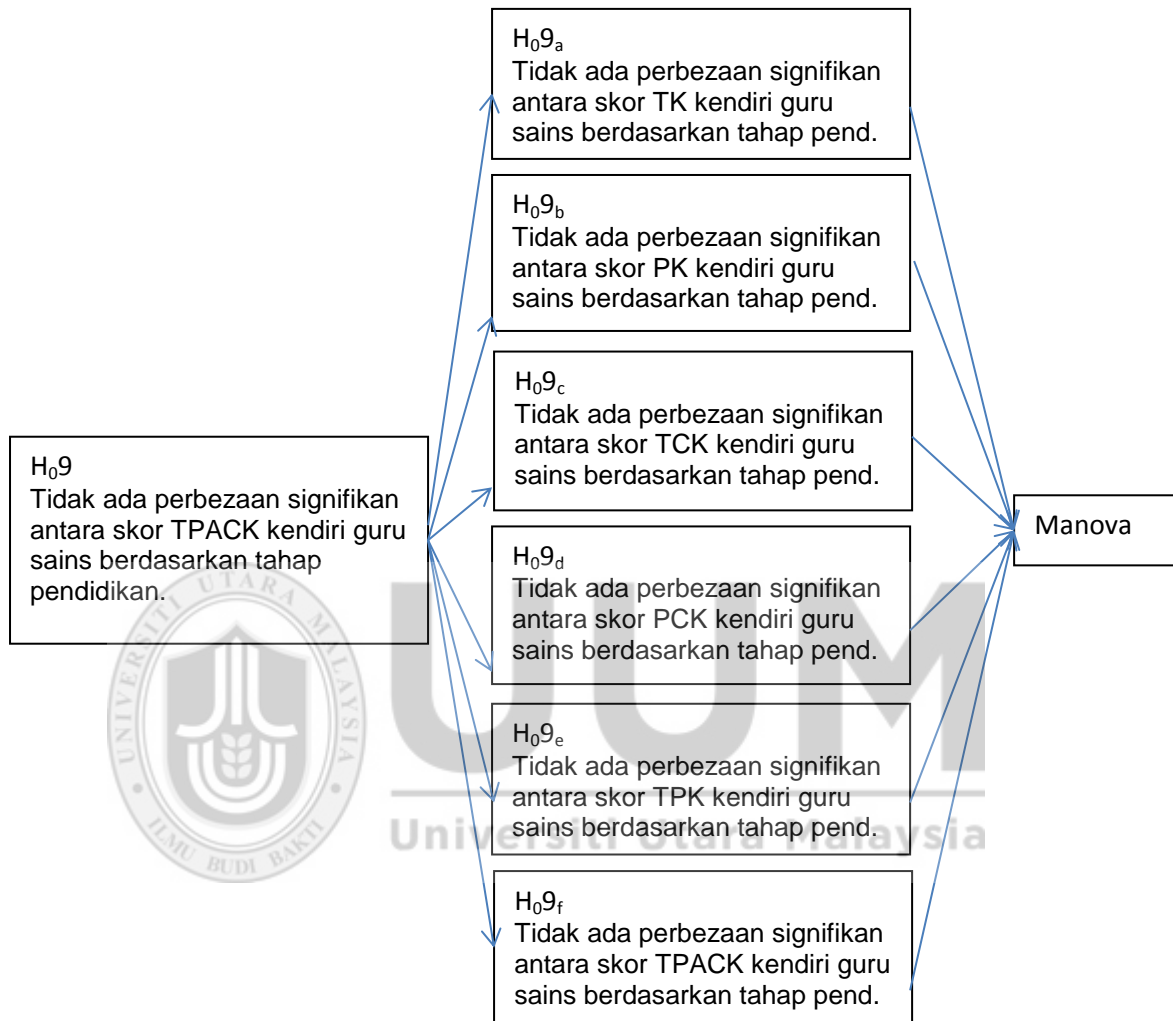 H₀9ₐ
Tidak ada perbezaan signifikan
antara skor TK kendiri guru
sains berdasarkan tahap pend.
H₀9b
Tidak ada perbezaan signifikan
antara skor PK kendiri guru
sains berdasarkan tahap pend.
H₀9c
Tidak ada perbezaan signifikan
antara skor TCK kendiri guru
sains berdasarkan tahap pend.
H₀9
Tidak ada perbezaan signifikan
antara skor TPACK kendiri guru
sains berdasarkan tahap
pendidikan.
Manova
H₀9d
Tidak ada perbezaan signifikan
antara skor PCK kendiri guru
sains berdasarkan tahap pend.
H₀9ₑ
Tidak ada perbezaan signifikan
antara skor TPK kendiri guru
sains berdasarkan tahap pend.
H₀9f
Tidak ada perbezaan signifikan
antara skor TPACK kendiri guru
sains berdasarkan tahap pend.
UNIVERSITI UTARA MALAYSIA
ILMU BUDI BAKTI
UUM
Universiti Utara Malaysia